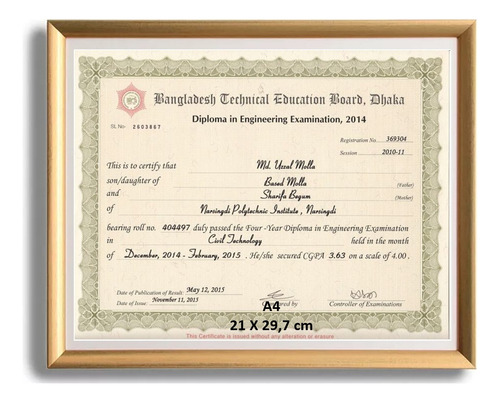 Bangladesh Technical Education Board, Dhaka
SL No 2603867
Diploma in Engineering Examination, 2014
Registration No. 369304
Session 2010-11
This is to certify that Md. Uzzal Molla
son/daughter of Based Molla (Father)
and Sharifa Begum (Mother)
of Narsingdi Polytechnic Institute, Narsingdi
bearing roll no. 404497 duly passed the Four -Year Diploma in Engineering Examination
in Civil Technology held in the month
of December, 2014 - February, 2015 . He/she secured CGPA 3.63 on a scale of 4.00 .
Date of Publication of Result: May 12, 2015
Date of Issue: November 11, 2015
ared by Controller of Examinations
A4
21 X 29,7 cm
This Certificate is issued without any alteration or erasure